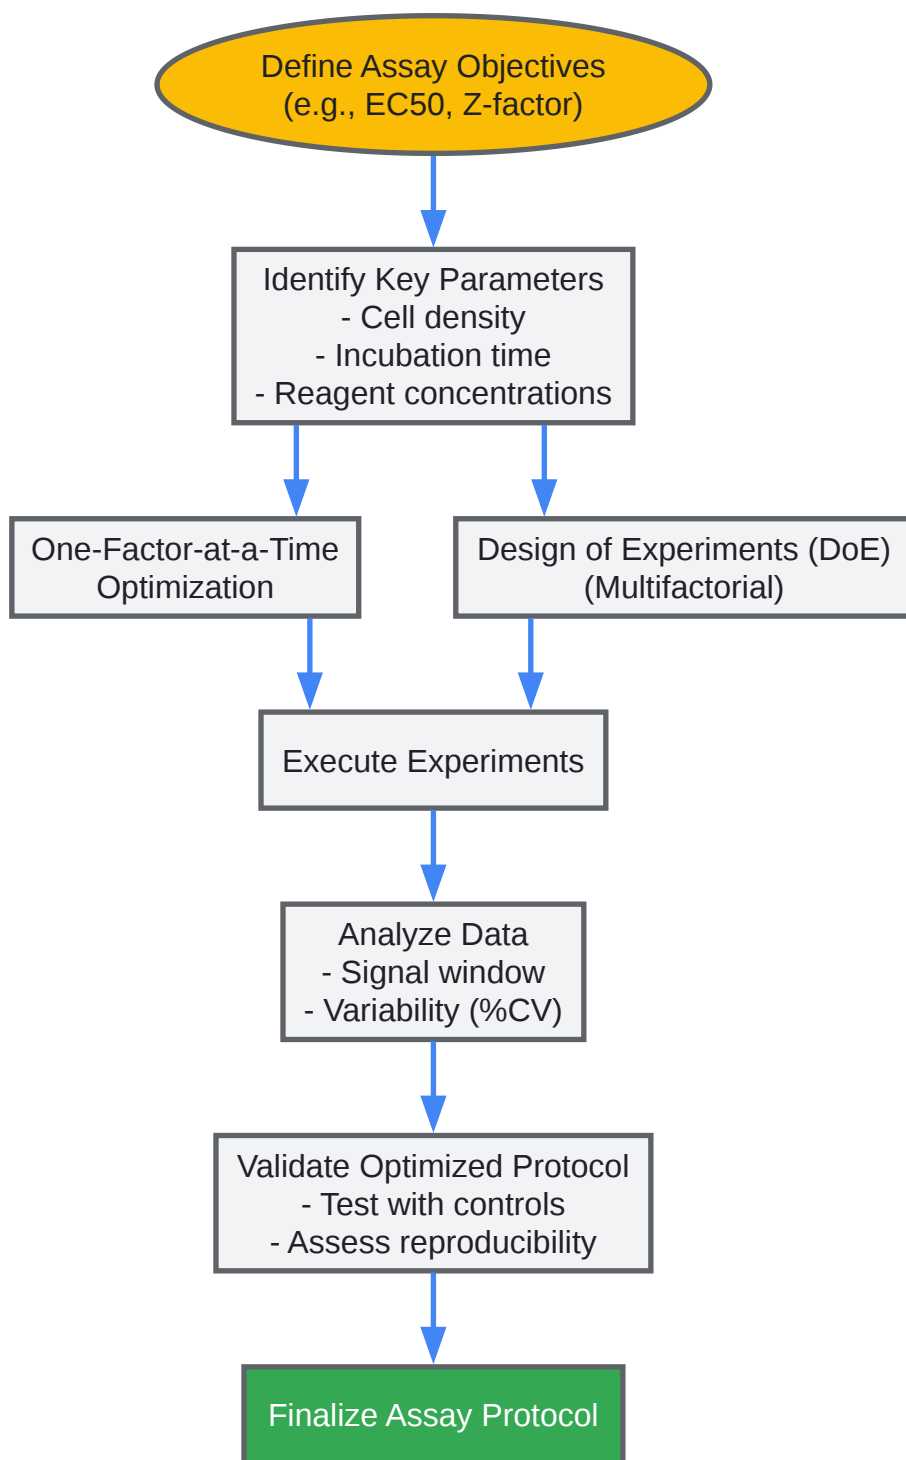 Define Assay Objectives
(e.g., EC50, Z-factor)
Identify Key Parameters
- Cell density
- Incubation time
- Reagent concentrations
One-Factor-at-a-Time
Optimization
Design of Experiments (DoE)
(Multifactorial)
Execute Experiments
Analyze Data
- Signal window
- Variability (%CV)
Validate Optimized Protocol
- Test with controls
- Assess reproducibility
Finalize Assay Protocol